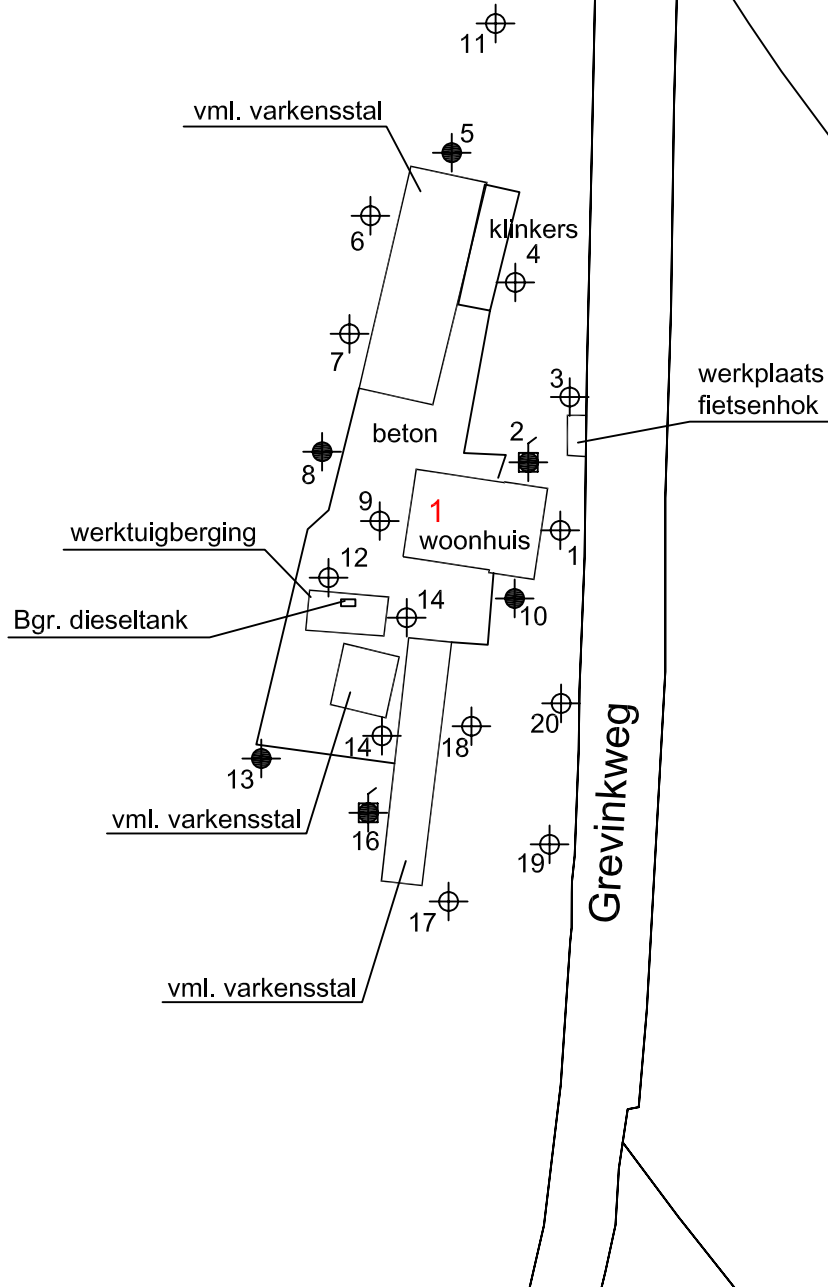 11
vml. varkensstal
5
6
klinkers
4
7
3
werkplaats
fietsenhok
beton
2
8
9
1
woonhuis
1
werktuigberging
12
14
10
Bgr. dieseltank
20
18
14
13
vml. varkensstal
16
19
Grevinkweg
17
vml. varkensstal